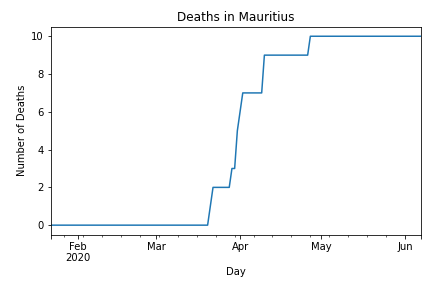 Deaths in Mauritius
Number of Deaths
10
8
6
4
2
0
Feb
2020
Mar
Apr
May
Jun
Day